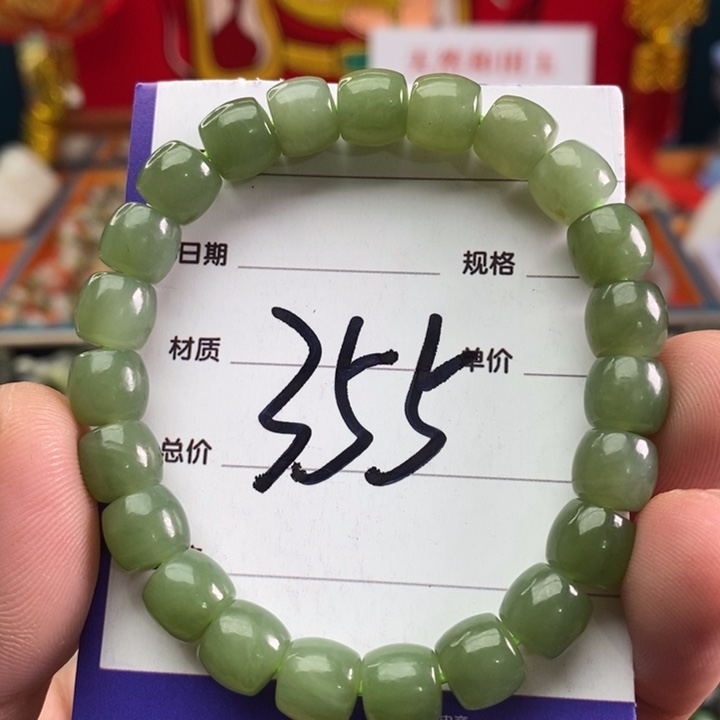 日期 规格
材质 单价
355
总价